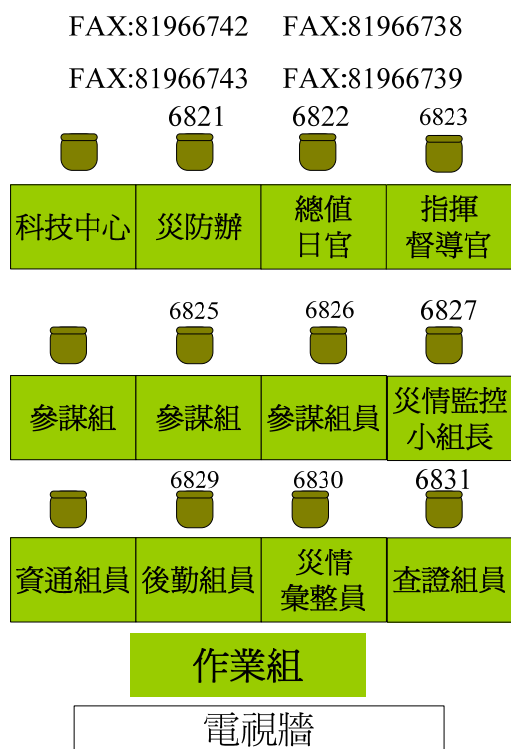 FAX:81966742 FAX:81966738
FAX:81966743 FAX:81966739
6821 6822 6823
科技中心 災防辦 總值日官 指揮督導官
6825 6826 6827
參謀組 參謀組 參謀組員 災情監控小組長
6829 6830 6831
資通組員 後勤組員 災情彙整員 查證組員
作業組
電視牆